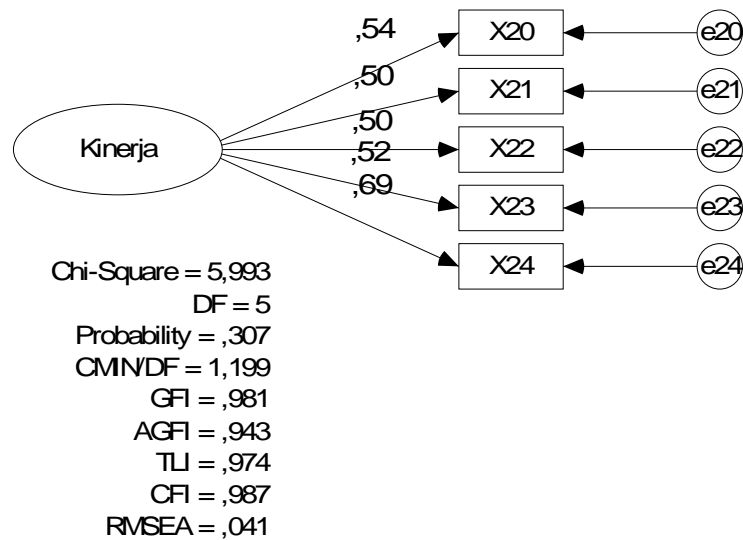 ,54
X20
e20
,50
X21
e21
,50
Kinerja
X22
e22
,52
,69
X23
e23
X24
e24
Chi-Square = 5,993
DF = 5
Probability = ,307
CMIN/DF = 1,199
GFI = ,981
AGFI = ,943
TLI = ,974
CFI = ,987
RMSEA = ,041